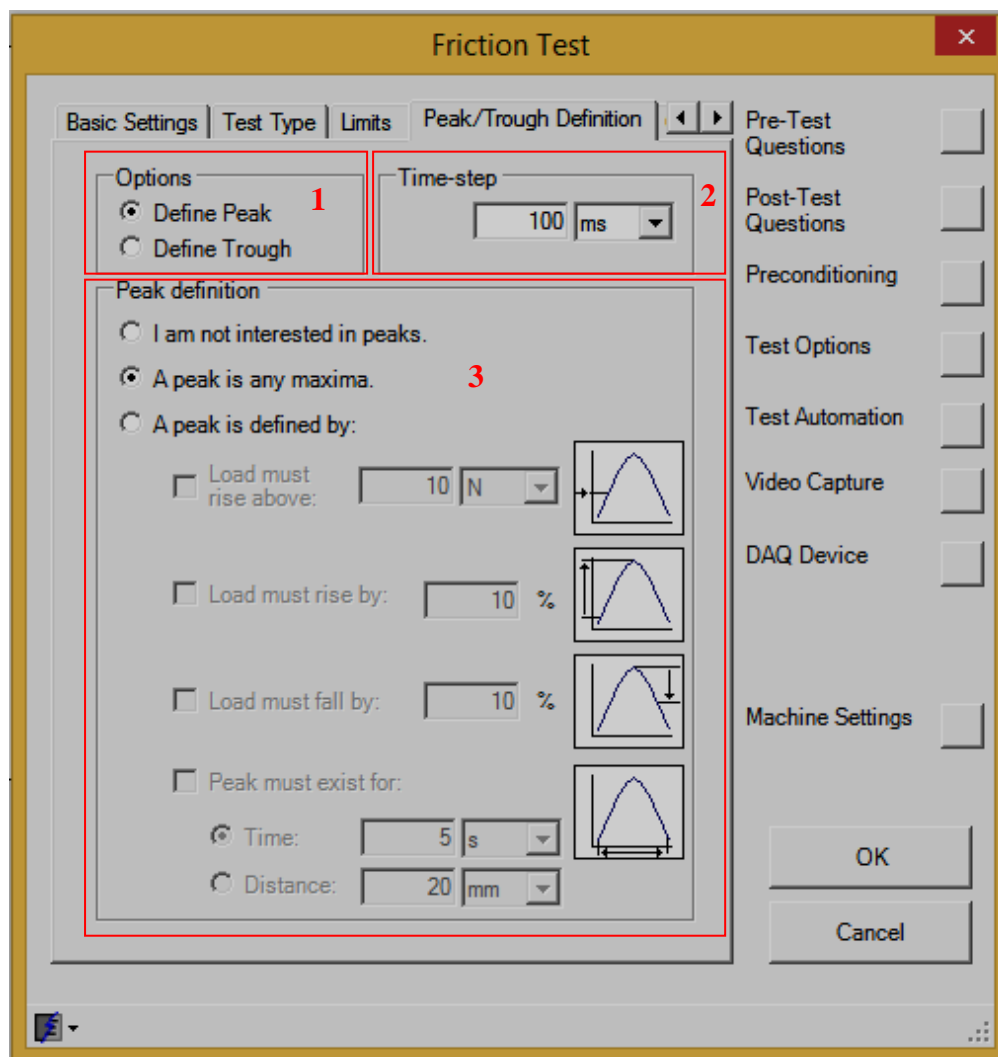 Friction Test
Basic Settings
Test Type
Limits
Peak/Trough Definition
Options
1
Define Peak
Define Trough
Time-step
2
100 ms
Peak definition
I am not interested in peaks.
A peak is any maxima.
3
A peak is defined by:
Load must
rise above:
10 N
Load must rise by:
10 %
Load must fall by:
10 %
Peak must exist for:
Time:
5 s
Distance:
20 mm
Pre-Test
Questions
Post-Test
Questions
Preconditioning
Test Options
Test Automation
Video Capture
DAQ Device
Machine Settings
OK
Cancel